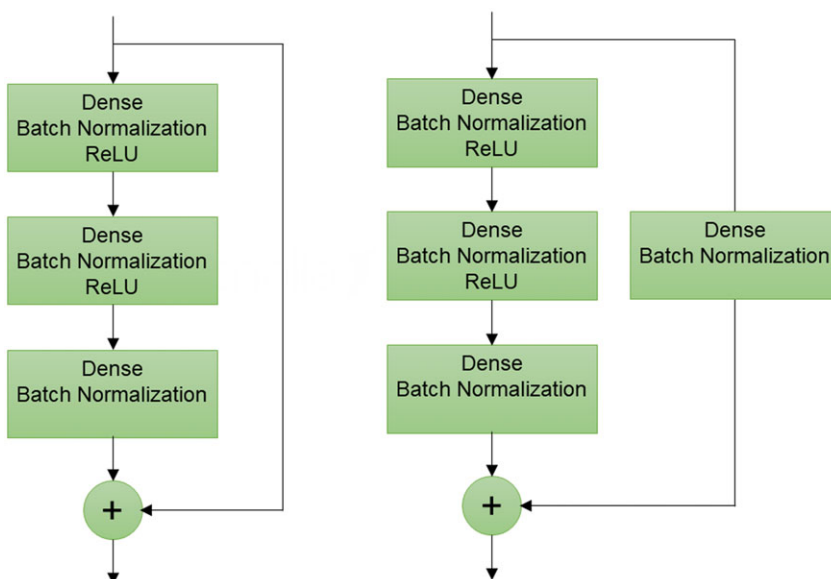 Dense
Batch Normalization
ReLU
Dense
Batch Normalization
ReLU
Dense
Batch Normalization
+
Dense
Batch Normalization
ReLU
Dense
Batch Normalization
ReLU
Dense
Batch Normalization
Dense
Batch Normalization
+